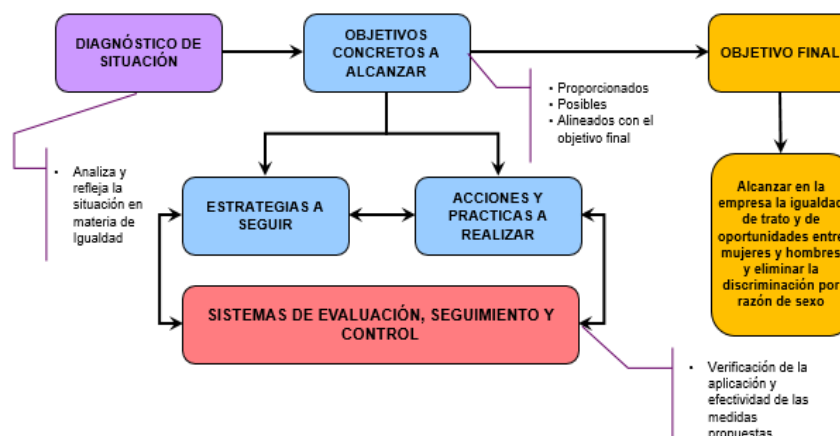 DIAGNÓSTICO DE
SITUACIÓN
OBJETIVOS
CONCRETOS A
ALCANZAR
OBJETIVO FINAL
• Proporcionados
• Posibles
• Alineados con el
objetivo final
• Analiza y
refleja la
situación en
materia de
Igualdad
ESTRATEGIAS A
SEGUIR
ACCIONES Y
PRACTICAS A
REALIZAR
Alcanzar en la
empresa la igualdad
de trato y de
oportunidades entre
mujeres y hombres
y eliminar la
discriminación por
razón de sexo
SISTEMAS DE EVALUACIÓN, SEGUIMIENTO Y
CONTROL
• Verificación de la
aplicación y
efectividad de las
medidas
propuestas